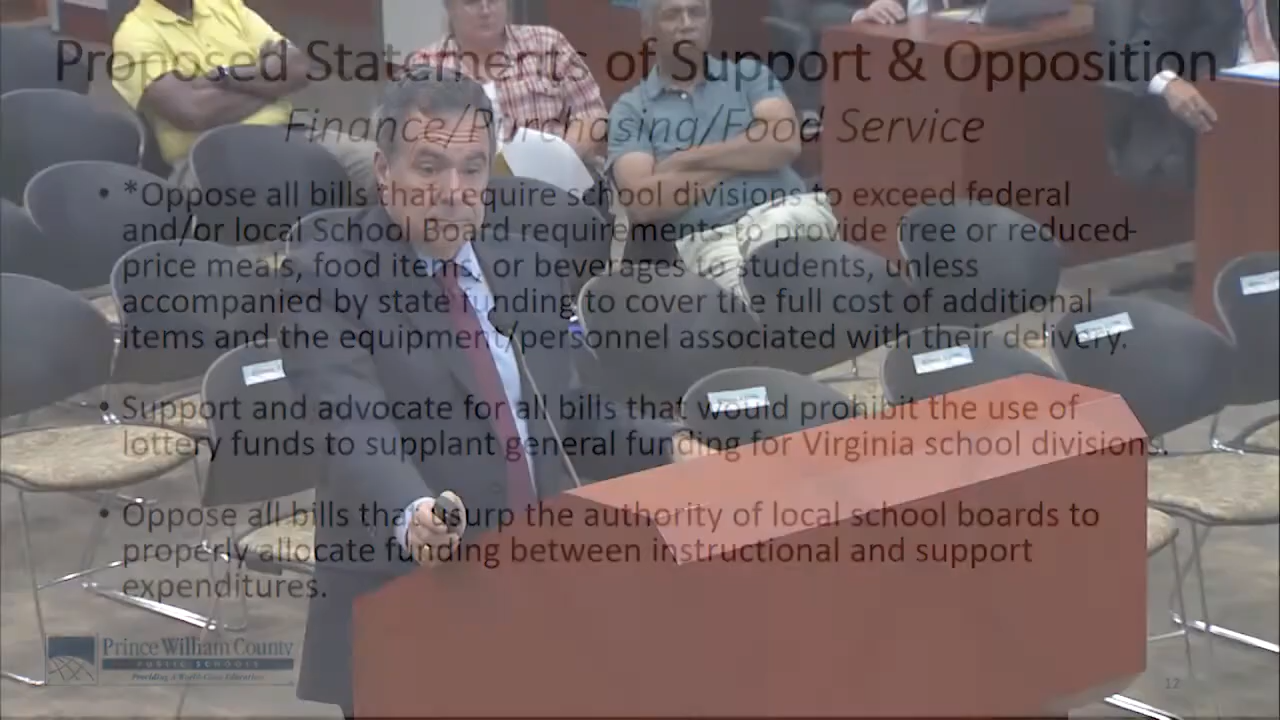 Proposed Statements of Support & Opposition
Finance/Purchasing/Food Service
• *Oppose all bills that require school divisions to exceed federal
and/or local School Board requirements to provide free or reduced-
price meals, food items, or beverages to students, unless
accompanied by state funding to cover the full cost of additional
items and the equipment/personnel associated with their delivery.
• Support and advocate for all bills that would prohibit the use of
lottery funds to supplant general funding for Virginia school division
• Oppose all bills that usurp the authority of local school boards to
properly allocate funding between instructional and support
expenditures.
Prince William County
PUBLIC SCHOOLS
Providing A World-Class Education
12